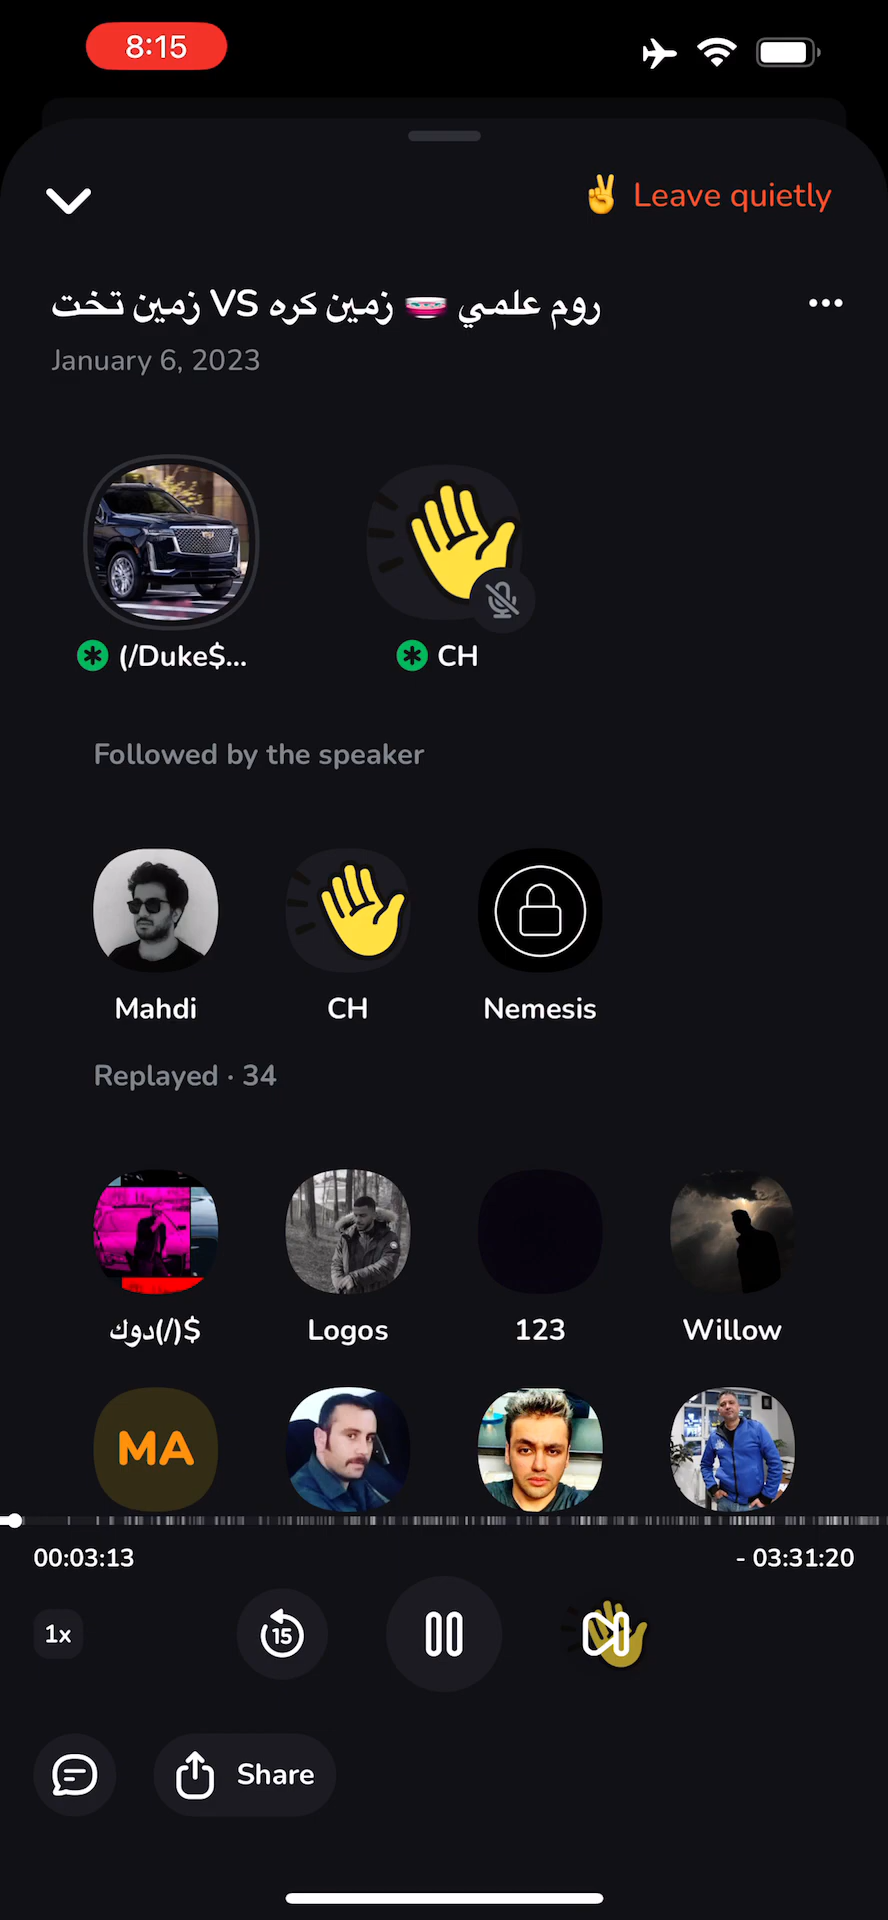 8:15
✌️ Leave quietly
زمين تخت VS زمين كره 🍧 روم علمي
January 6, 2023
(/Duke$...
CH
Followed by the speaker
Mahdi
CH
Nemesis
Replayed · 34
دوك(/)$
Logos
123
Willow
MA
00:03:13
- 03:31:20
1x
15
Share